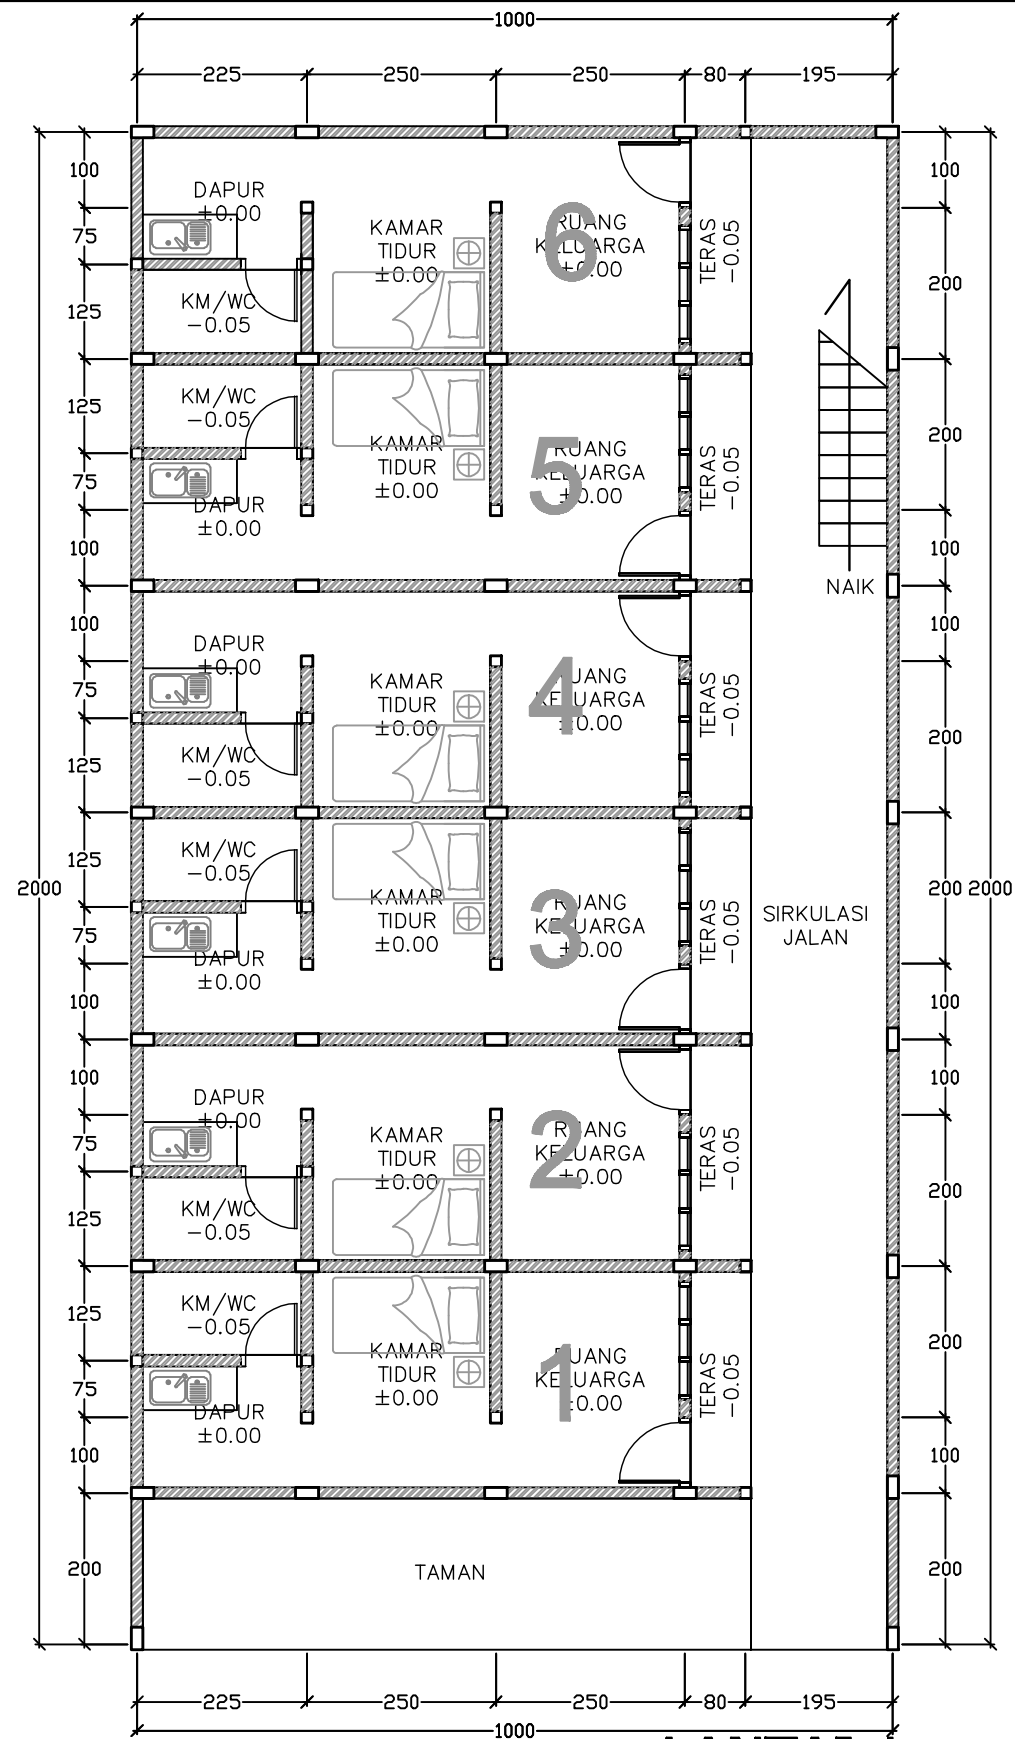 1000
225 250 250 80 195
100 100
DAPUR
±0.00
KAMAR
TIDUR
±0.00
6
RUANG
KELUARGA
±0.00
TERAS
-0.05
75
200
KM/WC
-0.05
125
125
KM/WC
-0.05
KAMAR
TIDUR
±0.00
5
RUANG
KELUARGA
±0.00
TERAS
-0.05
200
75
DAPUR
±0.00
100 100
NAIK
100 100
DAPUR
±0.00
KAMAR
TIDUR
±0.00
4
RUANG
KELUARGA
±0.00
TERAS
-0.05
75
200
KM/WC
-0.05
125
125
KM/WC
-0.05
2000 200 2000
KAMAR
TIDUR
±0.00
3
RUANG
KELUARGA
±0.00
TERAS
-0.05
SIRKULASI
JALAN
75
DAPUR
±0.00
100 100
100 100
DAPUR
±0.00
KAMAR
TIDUR
±0.00
2
RUANG
KELUARGA
±0.00
TERAS
-0.05
75
200
KM/WC
-0.05
125
125
KM/WC
-0.05
200
KAMAR
TIDUR
±0.00
1
RUANG
KELUARGA
±0.00
TERAS
-0.05
75
DAPUR
±0.00
100 100
200 TAMAN 200
225 250 250 80 195
1000